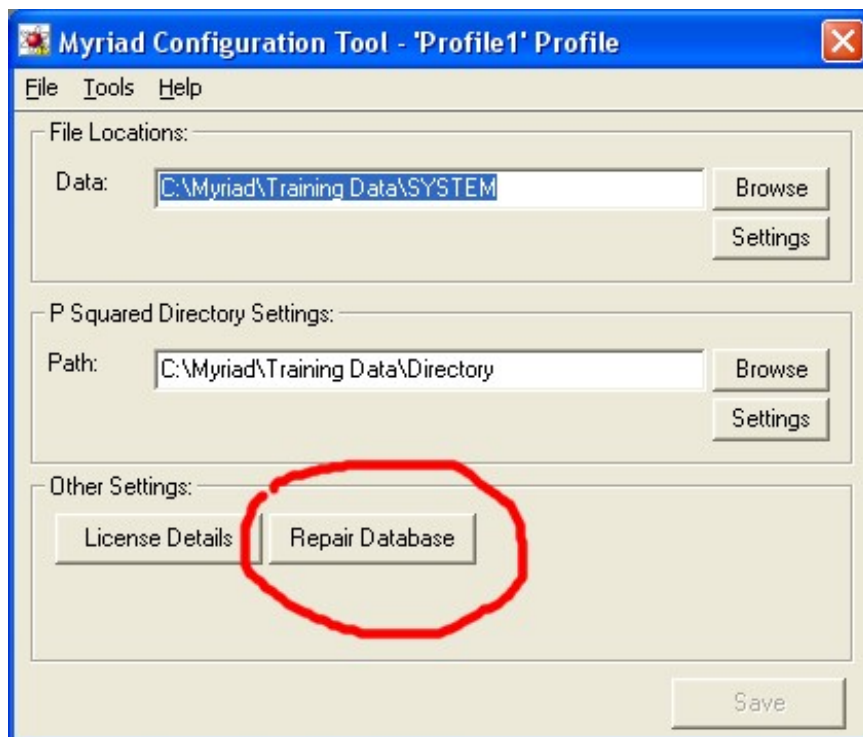 Myriad Configuration Tool - 'Profile1' Profile
File Tools Help
File Locations:
Data: C:\Myriad\Training Data\SYSTEM Browse
Settings
P Squared Directory Settings:
Path: C:\Myriad\Training Data\Directory Browse
Settings
Other Settings:
License Details Repair Database
Save